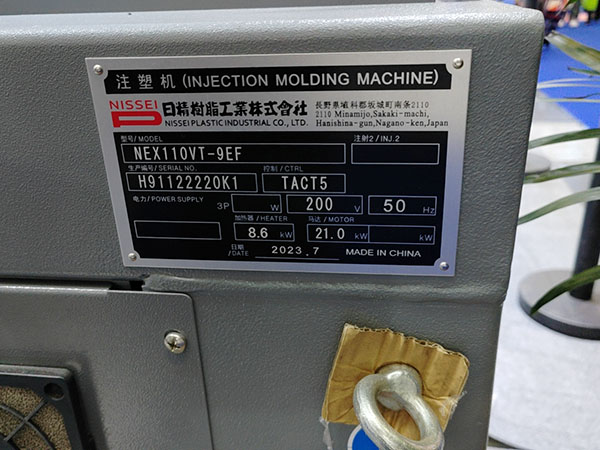 注塑机 (INJECTION MOLDING MACHINE)
NISSEI
日精樹脂工業株式會社
NISSEI PLASTIC INDUSTRIAL CO., LTD.
長野県埴科郡坂城町南条2110
2110 Minamijo,Sakaki-machi,
Hanishina-gun,Nagano-ken,Japan
型号/MODEL
注射2/INJ.2
NEX110VT-9EF
生产编号/SERIAL NO.
控制/CTRL
H91122220K1
TACT5
电力/POWER SUPPLY
3P W 200 V 50 Hz
加热器/HEATER
马达/MOTOR
8.6 kW 21.0 kW kW
日期
/DATE 2023.7 MADE IN CHINA